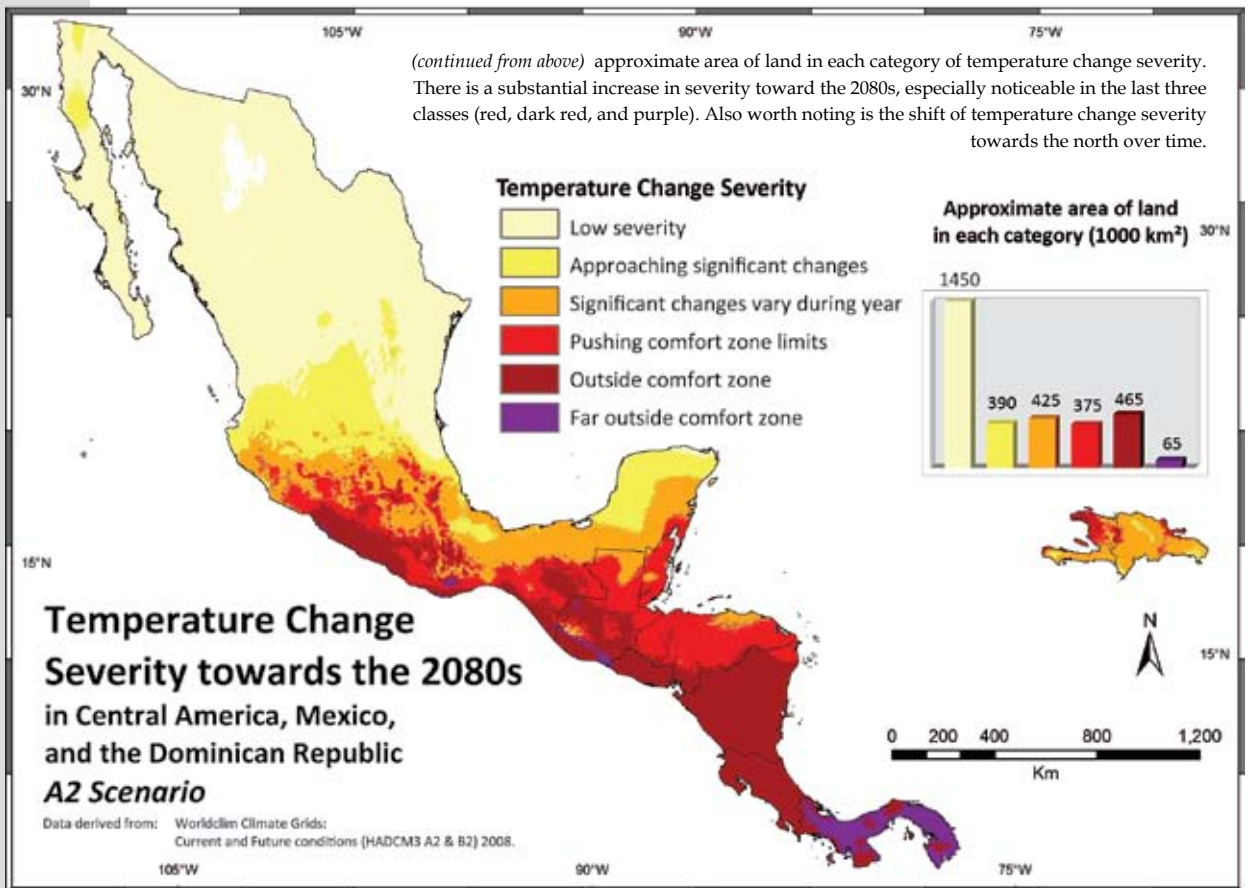 105°W 90°W 75°W
(continued from above) approximate area of land in each category of temperature change severity.
There is a substantial increase in severity toward the 2080s, especially noticeable in the last three
classes (red, dark red, and purple). Also worth noting is the shift of temperature change severity
towards the north over time.
30°N
Temperature Change Severity
Low severity
Approaching significant changes
Significant changes vary during year
Pushing comfort zone limits
Outside comfort zone
Far outside comfort zone
Approximate area of land
in each category (1000 km²)
30°N
1450
390 425 375 465 65
15°N
N
15°N
Temperature Change
Severity towards the 2080s
in Central America, Mexico,
and the Dominican Republic
A2 Scenario
Data derived from: Worldclim Climate Grids:
Current and Future conditions (HADCM3 A2 & B2) 2008.
0 200 400 800 1,200
Km
105°W 90°W 75°W